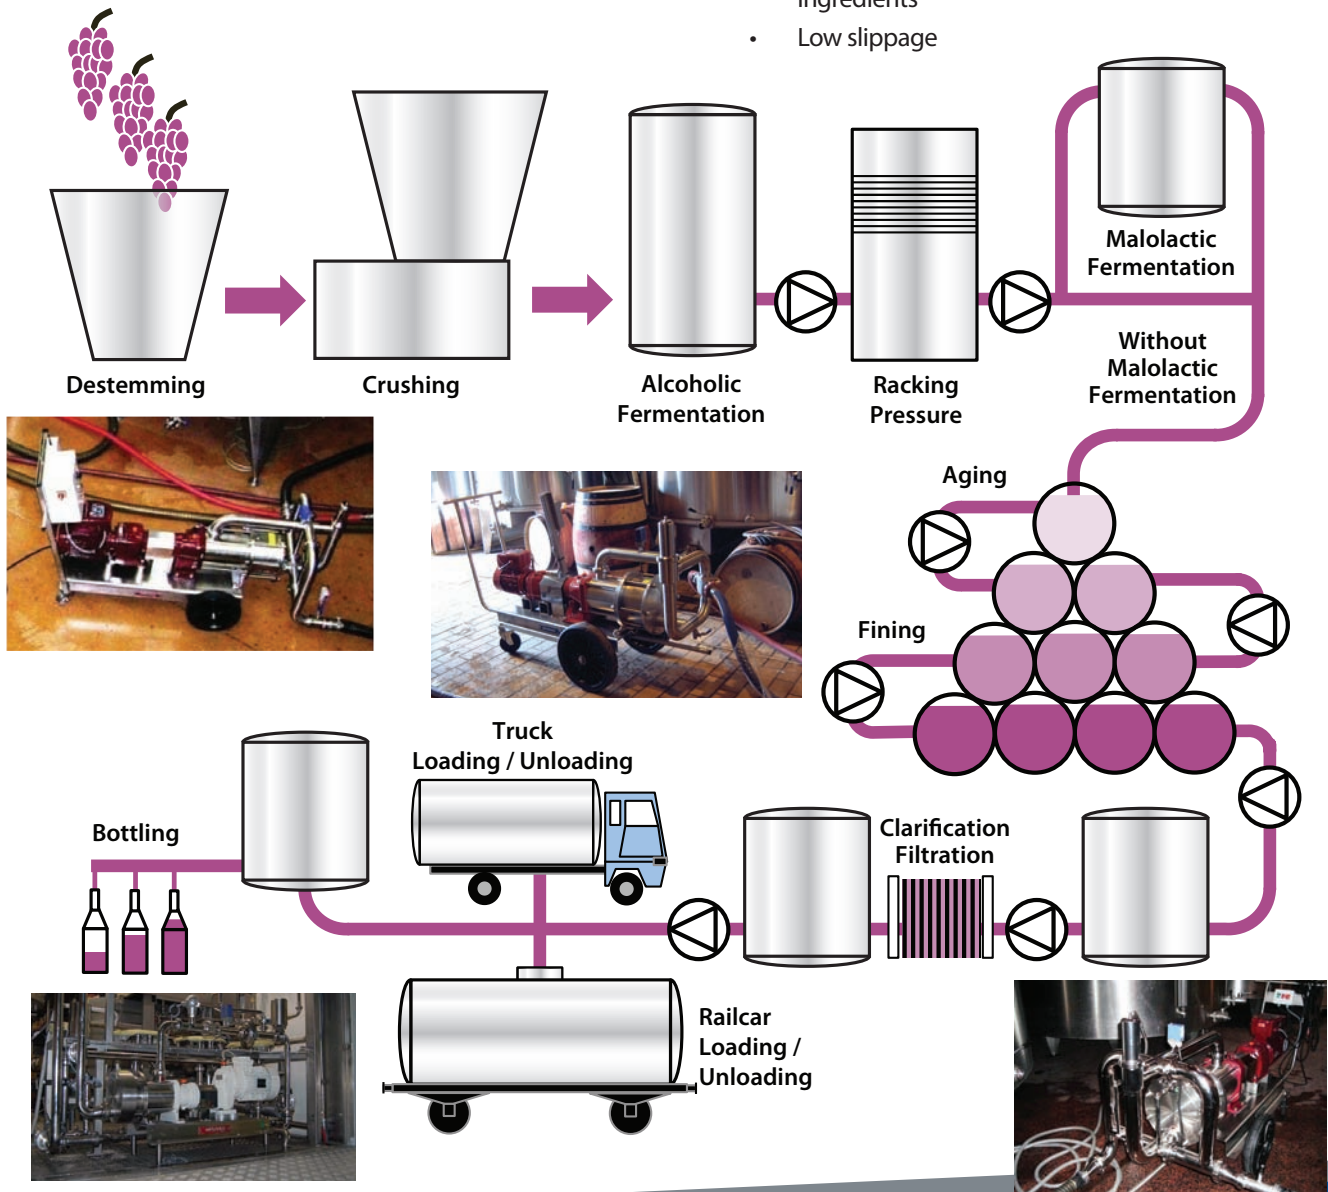 ingredients
• Low slippage
Malolactic
Fermentation
Without
Malolactic
Fermentation
Destemming
Crushing
Alcoholic
Fermentation
Racking
Pressure
Aging
Fining
Truck
Loading / Unloading
Bottling
Clarification
Filtration
Railcar
Loading /
Unloading